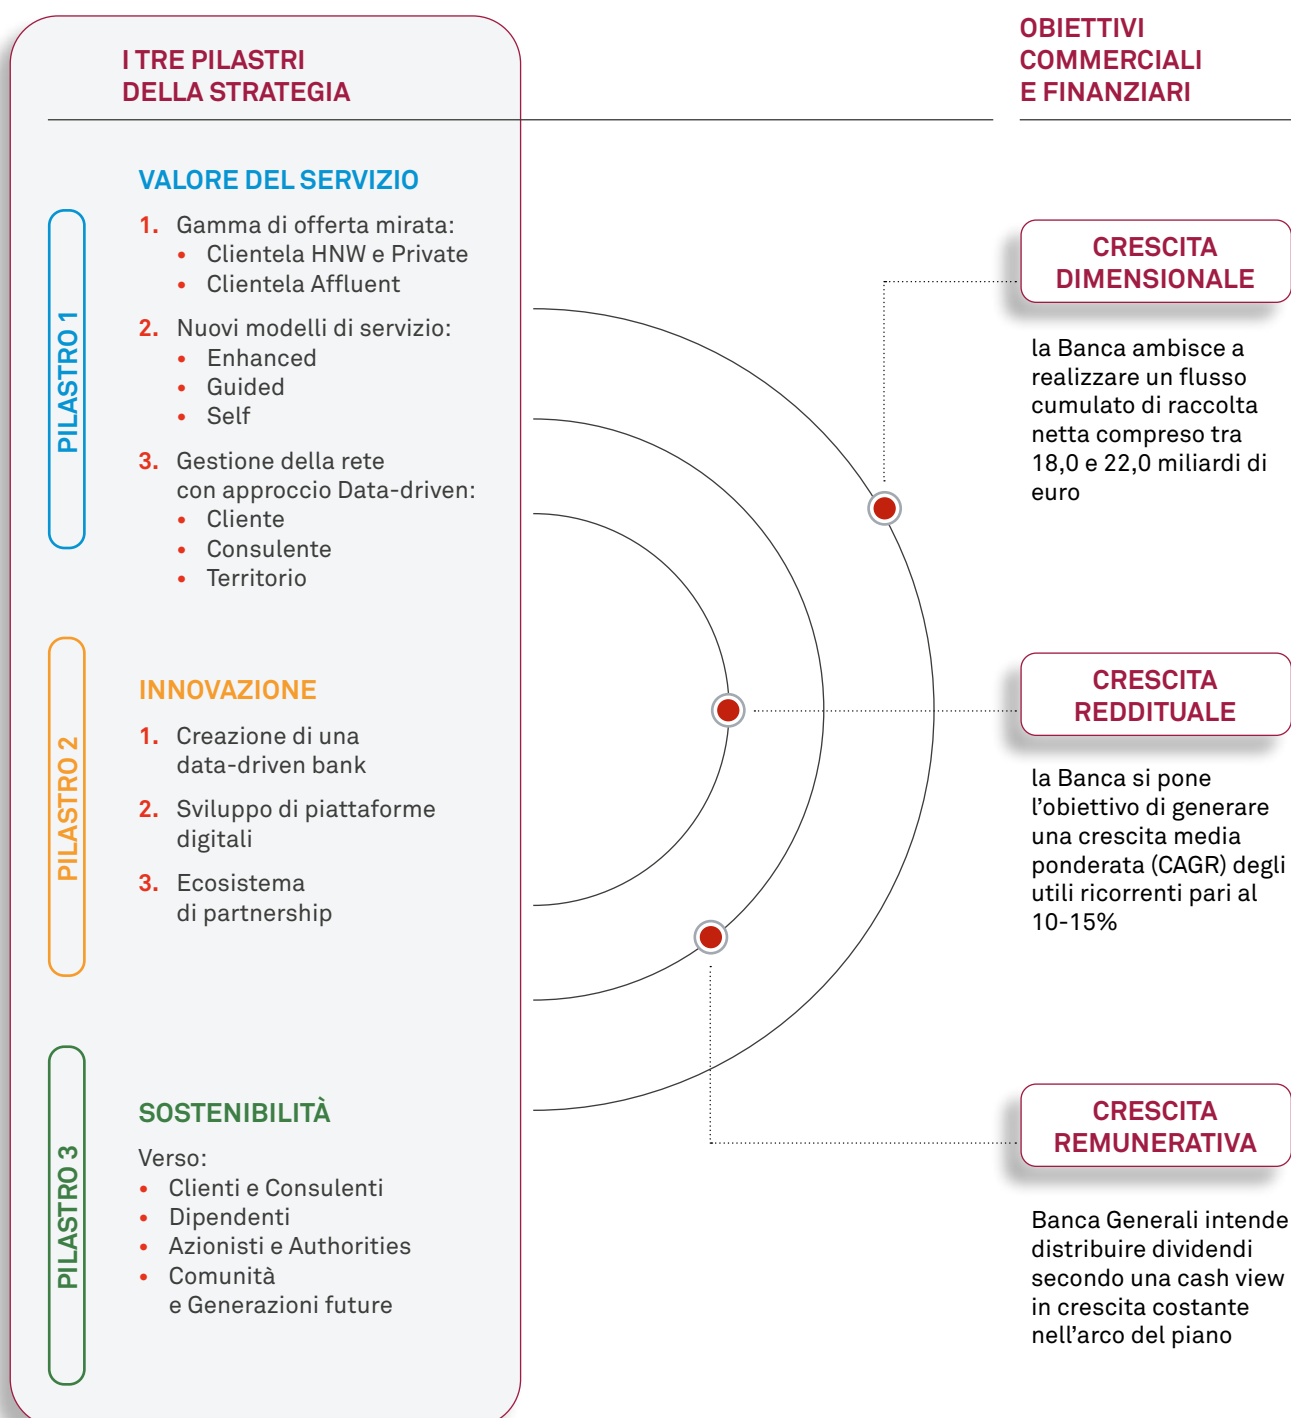 I TRE PILASTRI
DELLA STRATEGIA
PILASTRO 1
VALORE DEL SERVIZIO
1. Gamma di offerta mirata:
• Clientela HNW e Private
• Clientela Affluent
2. Nuovi modelli di servizio:
• Enhanced
• Guided
• Self
3. Gestione della rete
con approccio Data-driven:
• Cliente
• Consulente
• Territorio
PILASTRO 2
INNOVAZIONE
1. Creazione di una
data-driven bank
2. Sviluppo di piattaforme
digitali
3. Ecosistema
di partnership
PILASTRO 3
SOSTENIBILITÀ
Verso:
• Clienti e Consulenti
• Dipendenti
• Azionisti e Authorities
• Comunità
e Generazioni future
OBIETTIVI
COMMERCIALI
E FINANZIARI
CRESCITA
DIMENSIONALE
la Banca ambisce a
realizzare un flusso
cumulato di raccolta
netta compreso tra
18,0 e 22,0 miliardi di
euro
CRESCITA
REDDITUALE
la Banca si pone
l’obiettivo di generare
una crescita media
ponderata (CAGR) degli
utili ricorrenti pari al
10-15%
CRESCITA
REMUNERATIVA
Banca Generali intende
distribuire dividendi
secondo una cash view
in crescita costante
nell’arco del piano